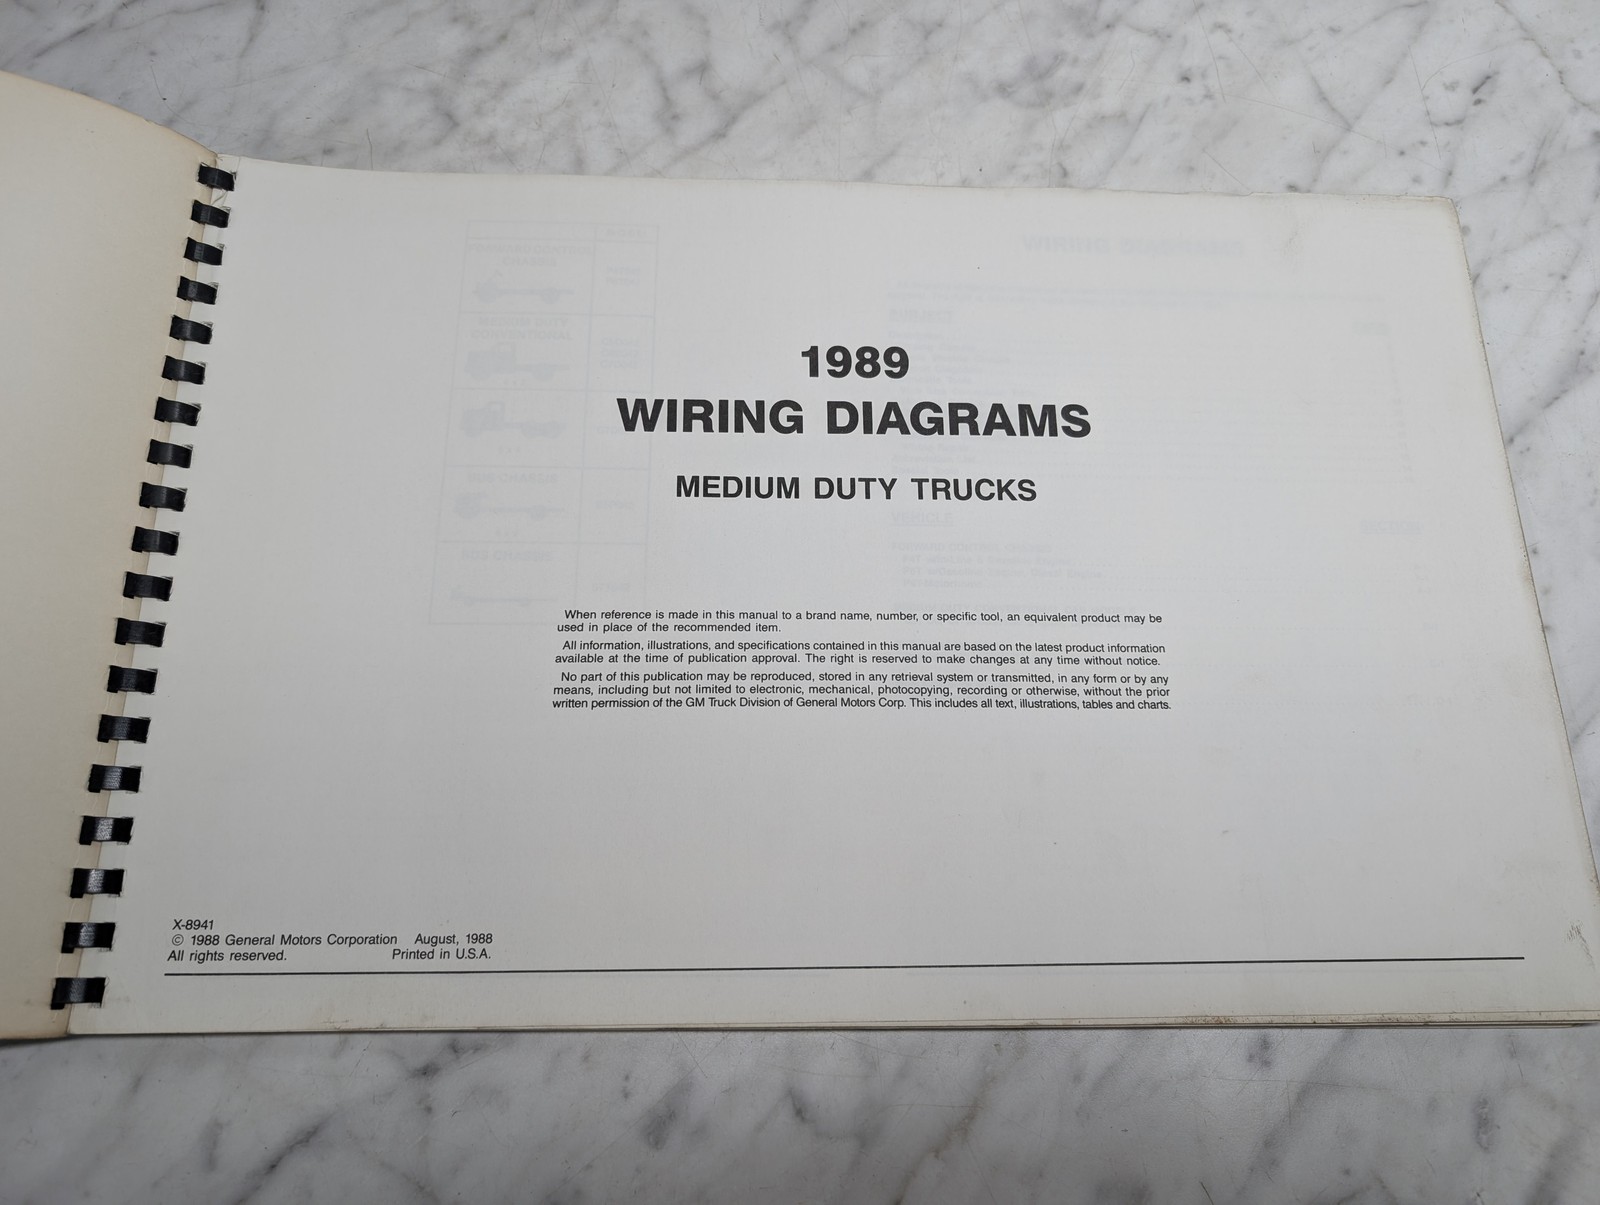 1989
WIRING DIAGRAMS
MEDIUM DUTY TRUCKS
When reference is made in this manual to a brand name, number, or specific tool, an equivalent product may be
used in place of the recommended item.
All information, illustrations, and specifications contained in this manual are based on the latest product information
available at the time of publication approval. The right is reserved to make changes at any time without notice.
No part of this publication may be reproduced, stored in any retrieval system or transmitted, in any form or by any
means, including but not limited to electronic, mechanical, photocopying, recording or otherwise, without the prior
written permission of the GM Truck Division of General Motors Corp. This includes all text, illustrations, tables and charts.
X-8941
© 1988 General Motors Corporation August, 1988
All rights reserved. Printed in U.S.A.